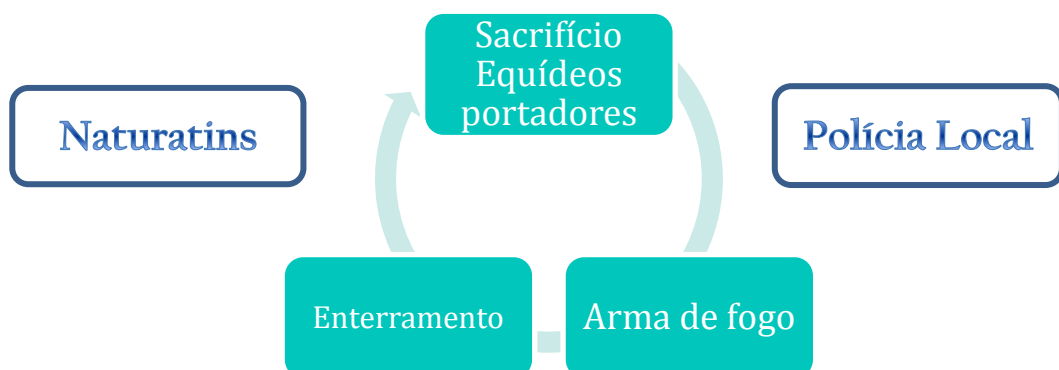 Sacrifício
Equídeos
portadores
Naturatins
Polícia Local
Enterramento
Arma de fogo